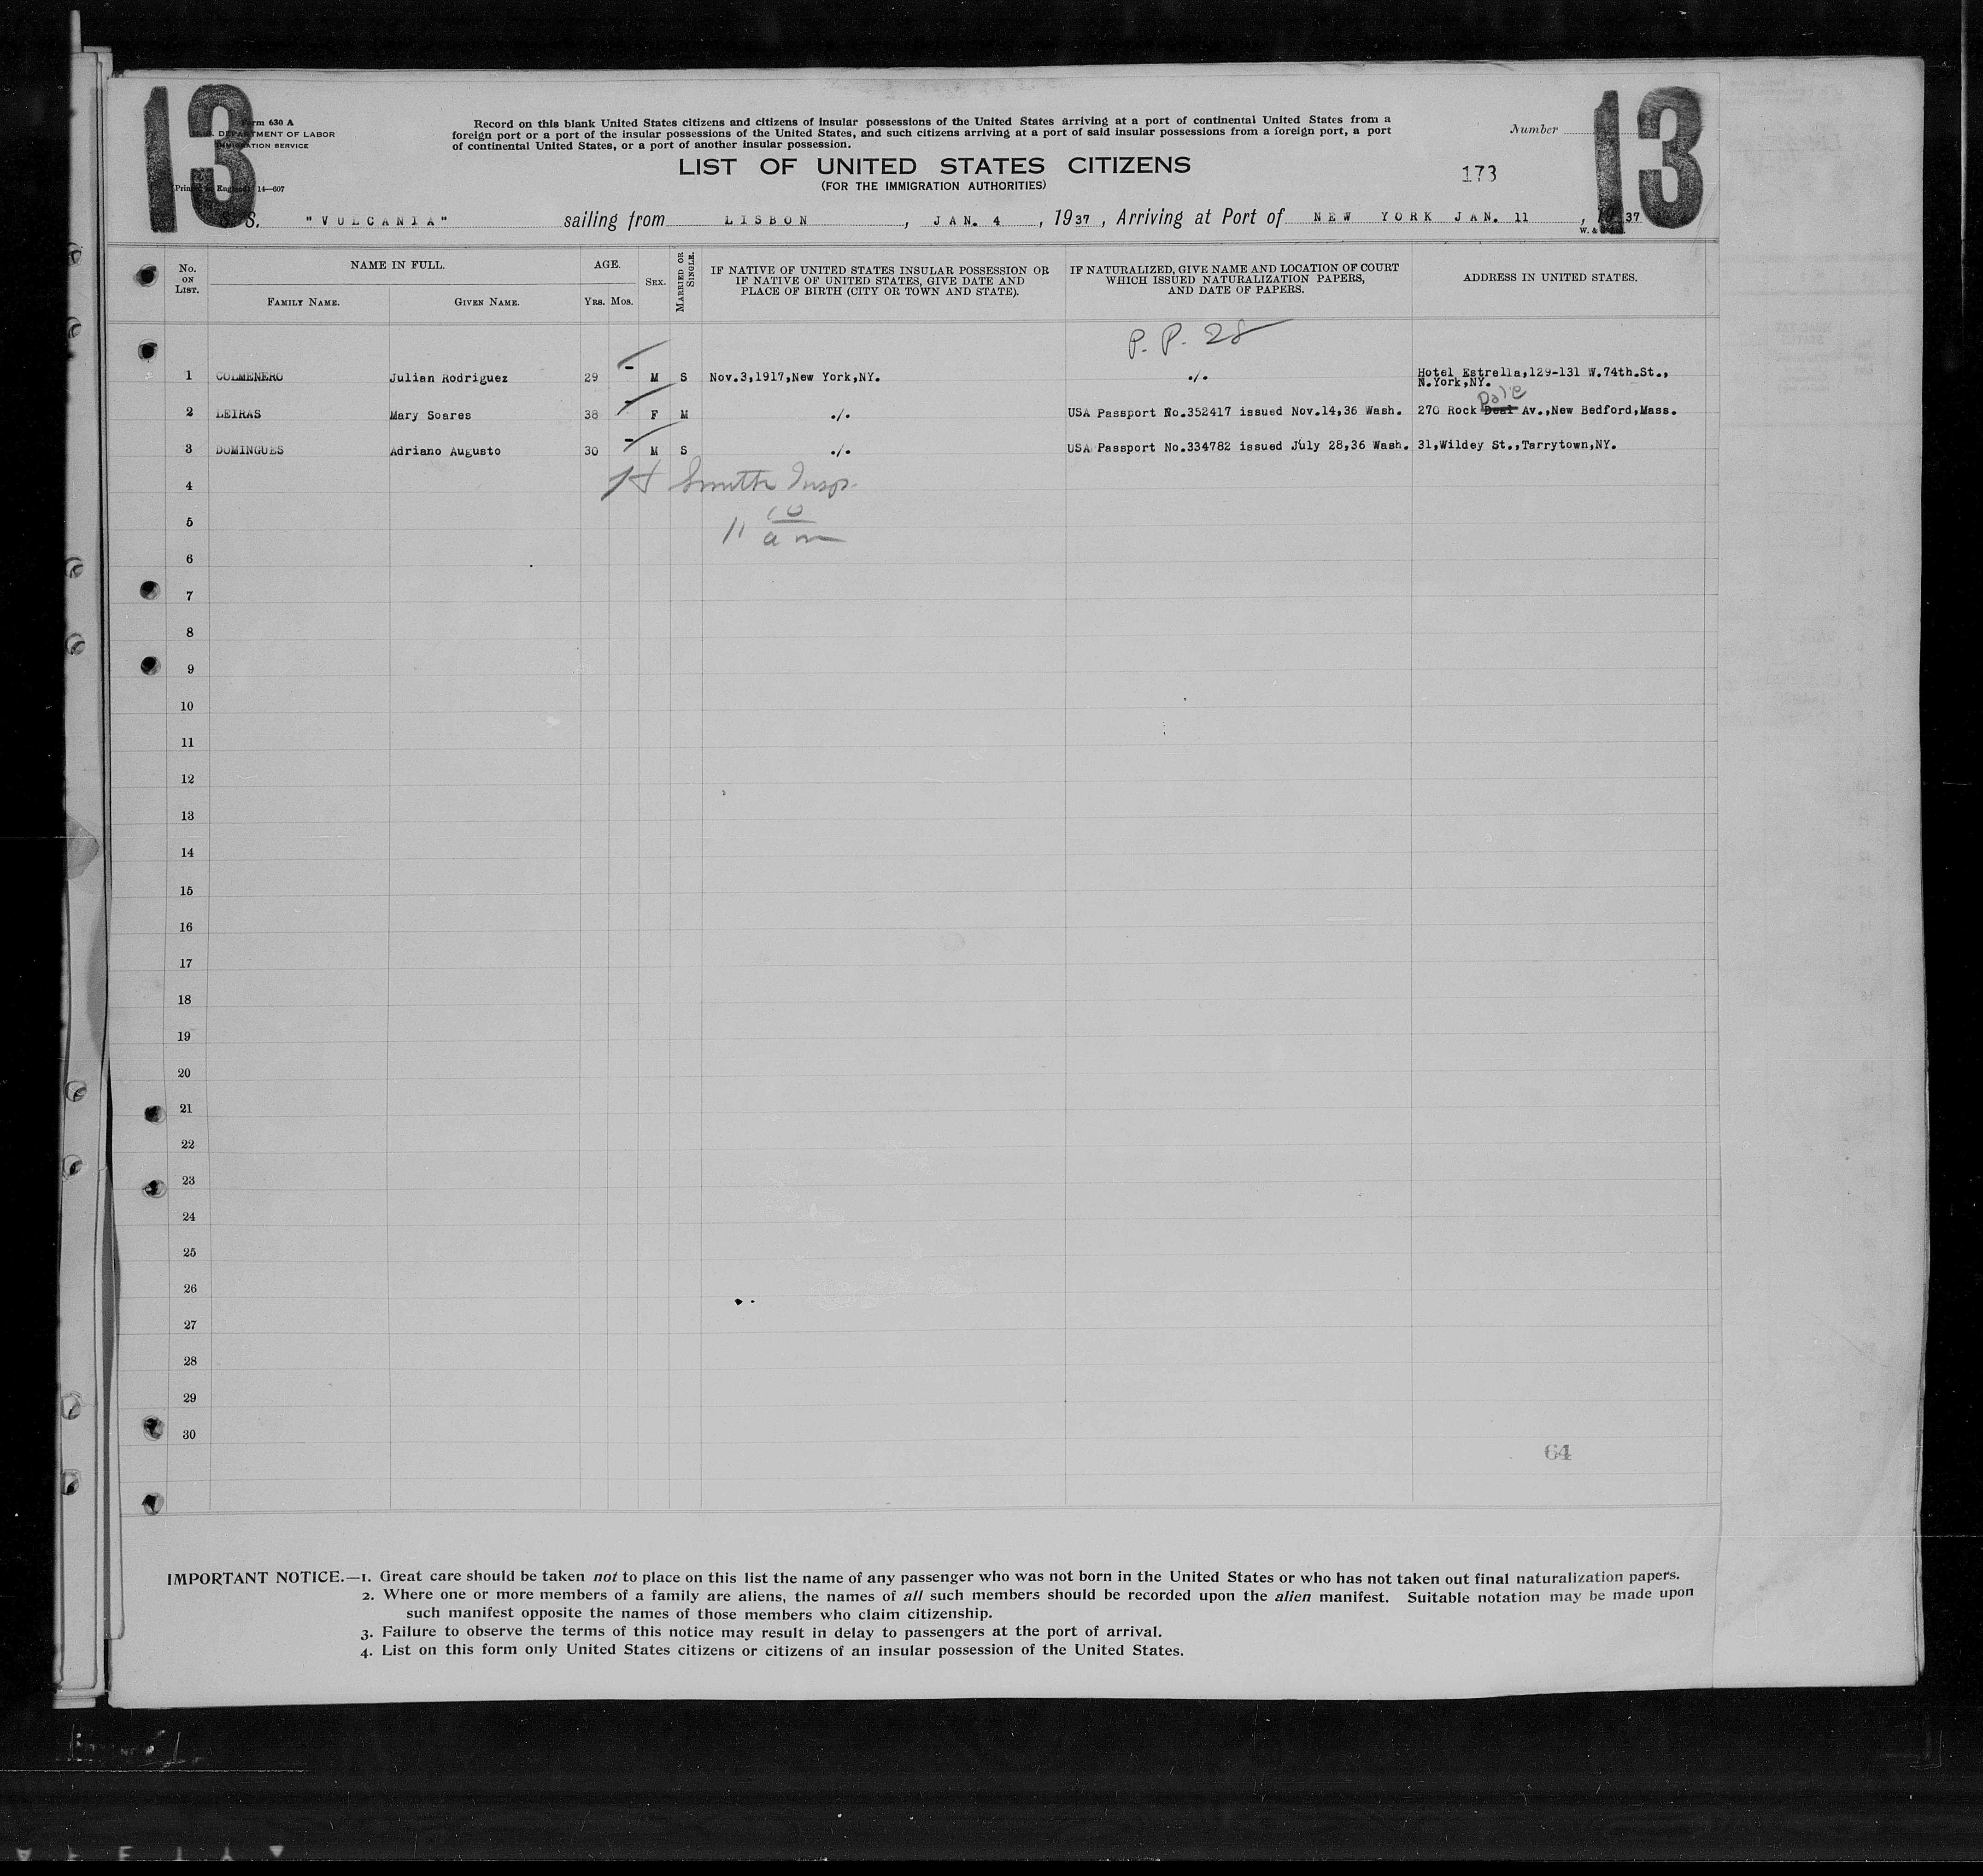 13
13
Form 630 A
DEPARTMENT OF LABOR
IMMIGRATION SERVICE
14—607
Record on this blank United States citizens and citizens of insular possessions of the United States arriving at a port of continental United States from a
foreign port or a port of the insular possessions of the United States, and such citizens arriving at a port of said insular possessions from a foreign port, a port
of continental United States, or a port of another insular possession.
Number
LIST OF UNITED STATES CITIZENS
173
(FOR THE IMMIGRATION AUTHORITIES)
S. S. "VULCANIA" sailing from LISBON, JAN. 4, 1937, Arriving at Port of NEW YORK JAN. 11, 1937
No. ON LIST.
NAME IN FULL.
FAMILY NAME. GIVEN NAME.
AGE.
YRS. MOS.
SEX.
MARRIED OR SINGLE.
IF NATIVE OF UNITED STATES INSULAR POSSESSION OR
IF NATIVE OF UNITED STATES, GIVE DATE AND
PLACE OF BIRTH (CITY OR TOWN AND STATE).
IF NATURALIZED, GIVE NAME AND LOCATION OF COURT
WHICH ISSUED NATURALIZATION PAPERS,
AND DATE OF PAPERS.
ADDRESS IN UNITED STATES.
P. P. 28
1 COLMENERO Julian Rodriguez 29 - M S Nov.3,1917,New York,NY. ./. Hotel Estrella,129-131 W.74th.St.,
N.York,NY.
Dale
2 LEIRAS Mary Soares 38 - F M ./. USA Passport No.352417 issued Nov.14,36 Wash. 270 Rock Deal Av.,New Bedford,Mass.
3 DOMINGUES Adriano Augusto 30 - M S ./. USA Passport No.334782 issued July 28,36 Wash. 31,Wildey St.,Tarrytown,NY.
4 Smith Insp.
5 11 10
am
6
7
8
9
10
11
12
13
14
15
16
17
18
19
20
21
22
23
24
25
26
27
28
29
30
64
IMPORTANT NOTICE.—1. Great care should be taken not to place on this list the name of any passenger who was not born in the United States or who has not taken out final naturalization papers.
2. Where one or more members of a family are aliens, the names of all such members should be recorded upon the alien manifest. Suitable notation may be made upon
such manifest opposite the names of those members who claim citizenship.
3. Failure to observe the terms of this notice may result in delay to passengers at the port of arrival.
4. List on this form only United States citizens or citizens of an insular possession of the United States.